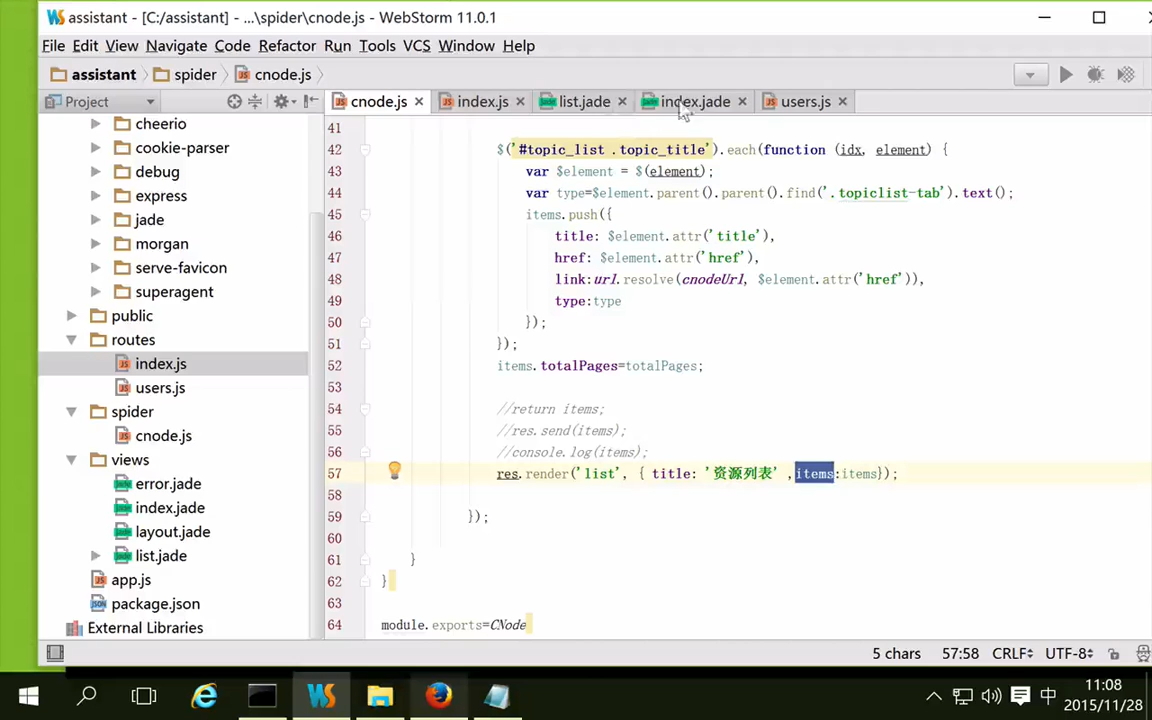 WS assistant - [C:/assistant] - ...\spider\cnode.js - WebStorm 11.0.1
File Edit View Navigate Code Refactor Run Tools VCS Window Help
assistant spider cnode.js
Project cnode.js index.js list.jade index.jade users.js
cheerio
cookie-parser
debug
express
jade
morgan
serve-favicon
superagent
public
routes
index.js
users.js
spider
cnode.js
views
error.jade
index.jade
layout.jade
list.jade
app.js
package.json
External Libraries
41
42 $('#topic_list .topic_title').each(function (idx, element) {
43 var $element = $(element);
44 var type=$element.parent().parent().find('.topiclist-tab').text();
45 items.push({
46 title: $element.attr('title'),
47 href: $element.attr('href'),
48 link:url.resolve(cnodeUrl, $element.attr('href')),
49 type:type
50 });
51 });
52 items.totalPages=totalPages;
53
54 //return items;
55 //res.send(items);
56 //console.log(items);
57 res.render('list', { title: '资源列表' ,items:items});
58
59 });
60
61 }
62 }
63
64 module.exports=CNode
5 chars 57:58 CRLF UTF-8
WS 中 11:08
2015/11/28